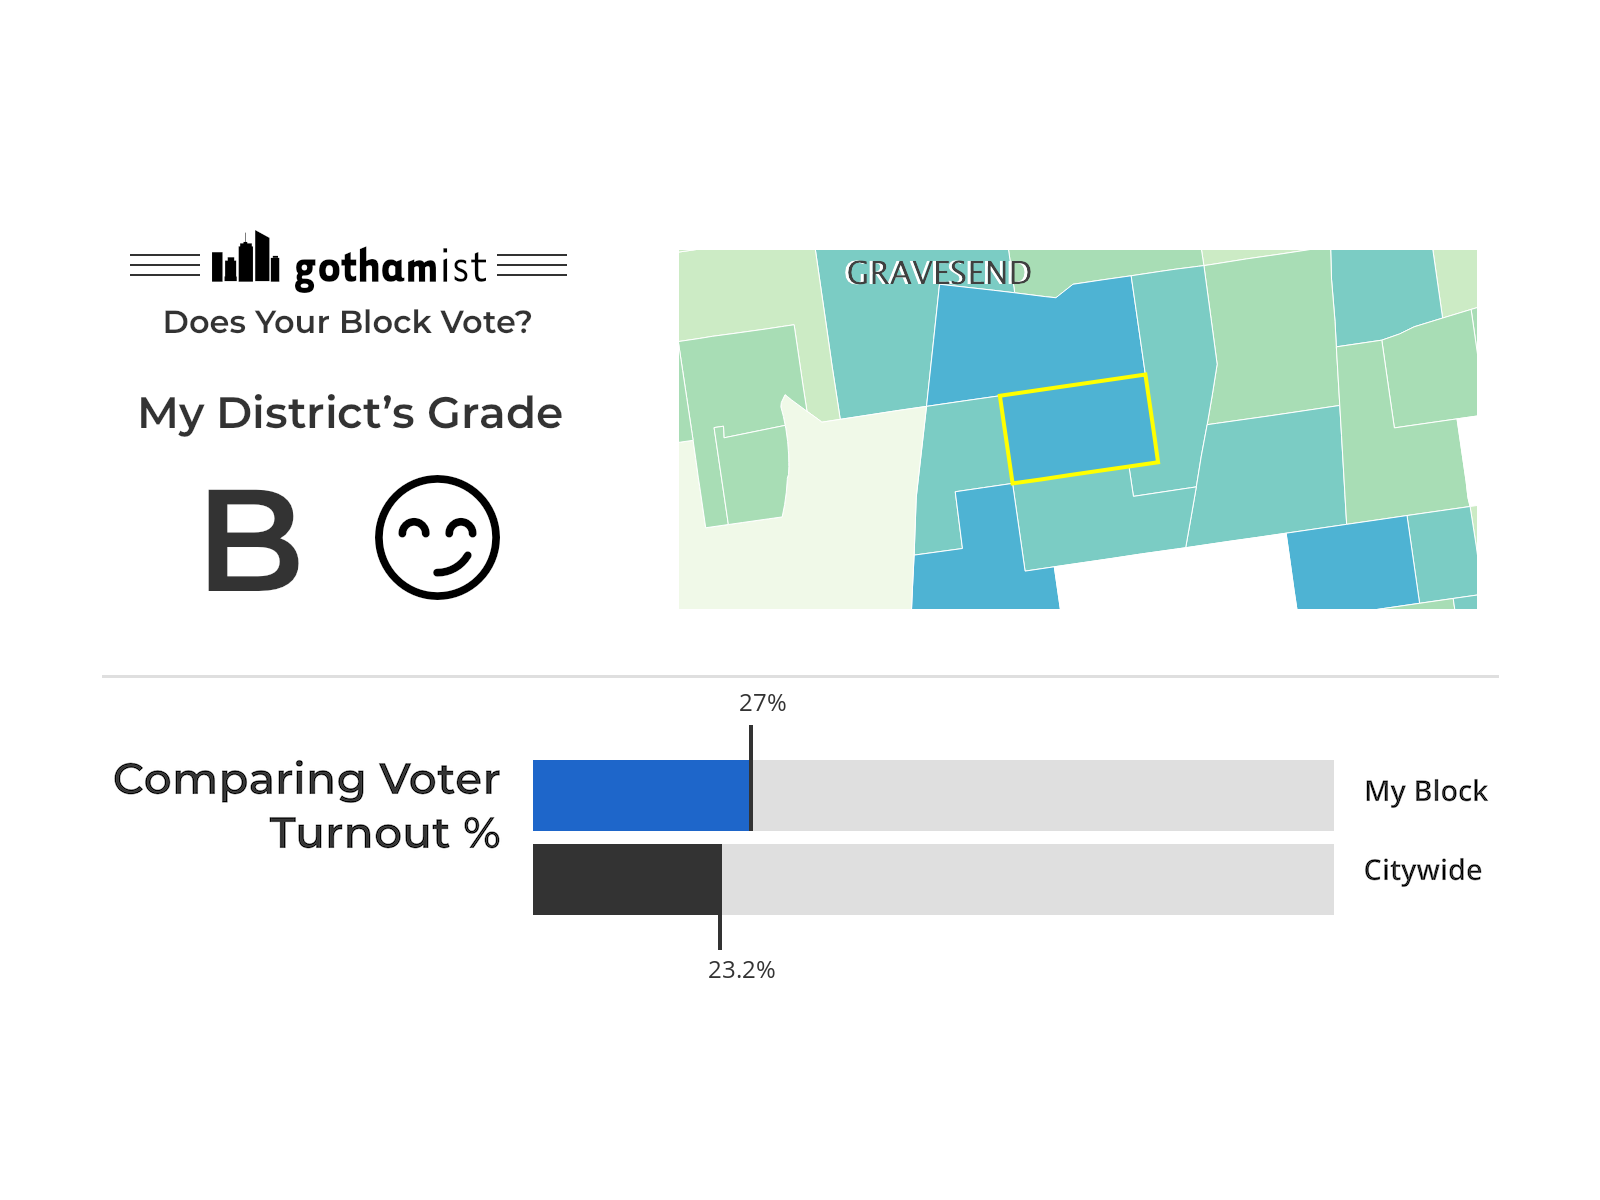 gothamist
Does Your Block Vote?
My District’s Grade
B
GRAVESEND
27%
Comparing Voter
Turnout %
My Block
Citywide
23.2%